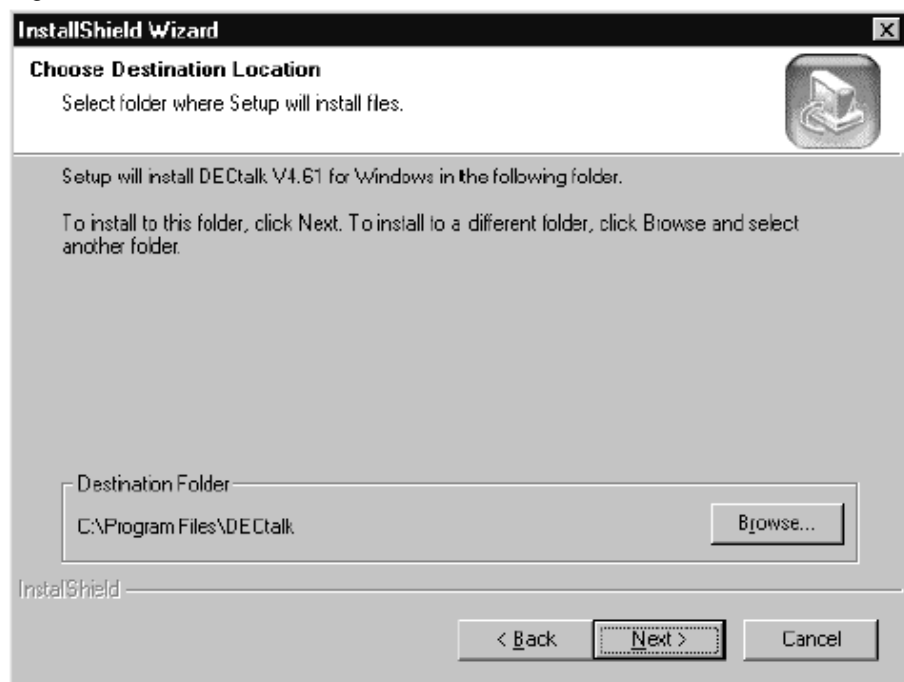 InstallShield Wizard
Choose Destination Location
Select folder where Setup will install files.
Setup will install DECtalk V4.61 for Windows in the following folder.
To install to this folder, click Next. To install to a different folder, click Browse and select
another folder.
Destination Folder
C:\Program Files\DECtalk
Browse...
InstallShield
< Back
Next >
Cancel